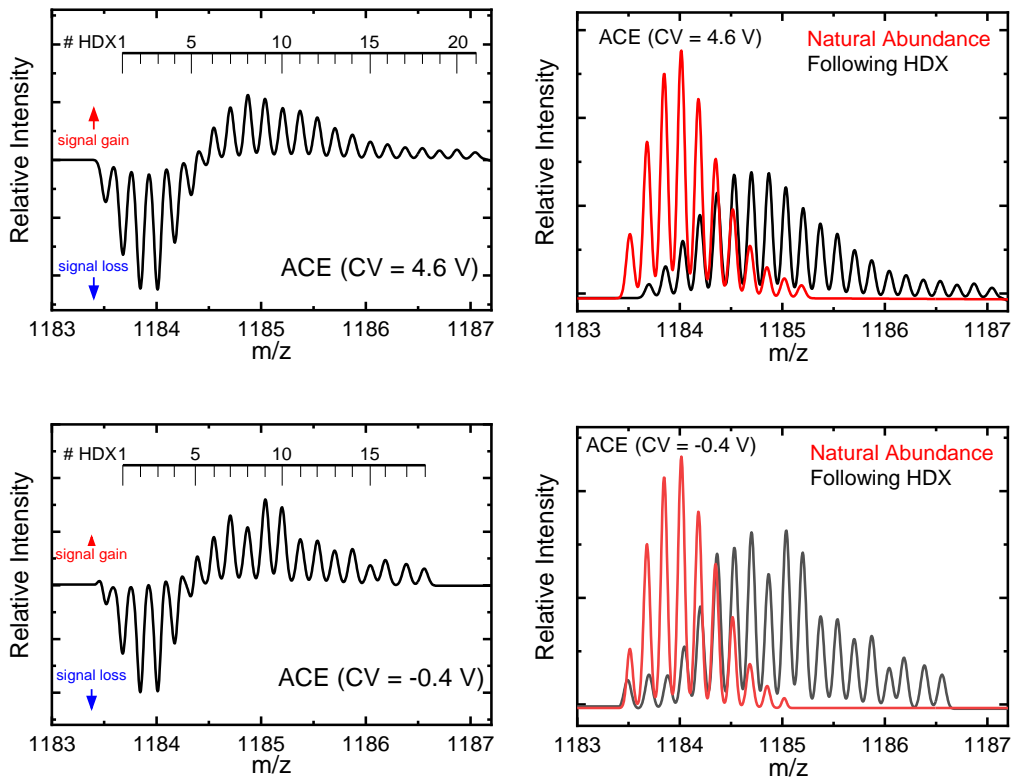 # HDX1 5 10 15 20
Relative Intensity
signal gain
signal loss
ACE (CV = 4.6 V)
1183 1184 1185 1186 1187
m/z
ACE (CV = 4.6 V)
Natural Abundance
Following HDX
Relative Intensity
1183 1184 1185 1186 1187
m/z
# HDX1 5 10 15
Relative Intensity
signal gain
signal loss
ACE (CV = -0.4 V)
1183 1184 1185 1186 1187
m/z
ACE (CV = -0.4 V)
Natural Abundance
Following HDX
Relative Intensity
1183 1184 1185 1186 1187
m/z